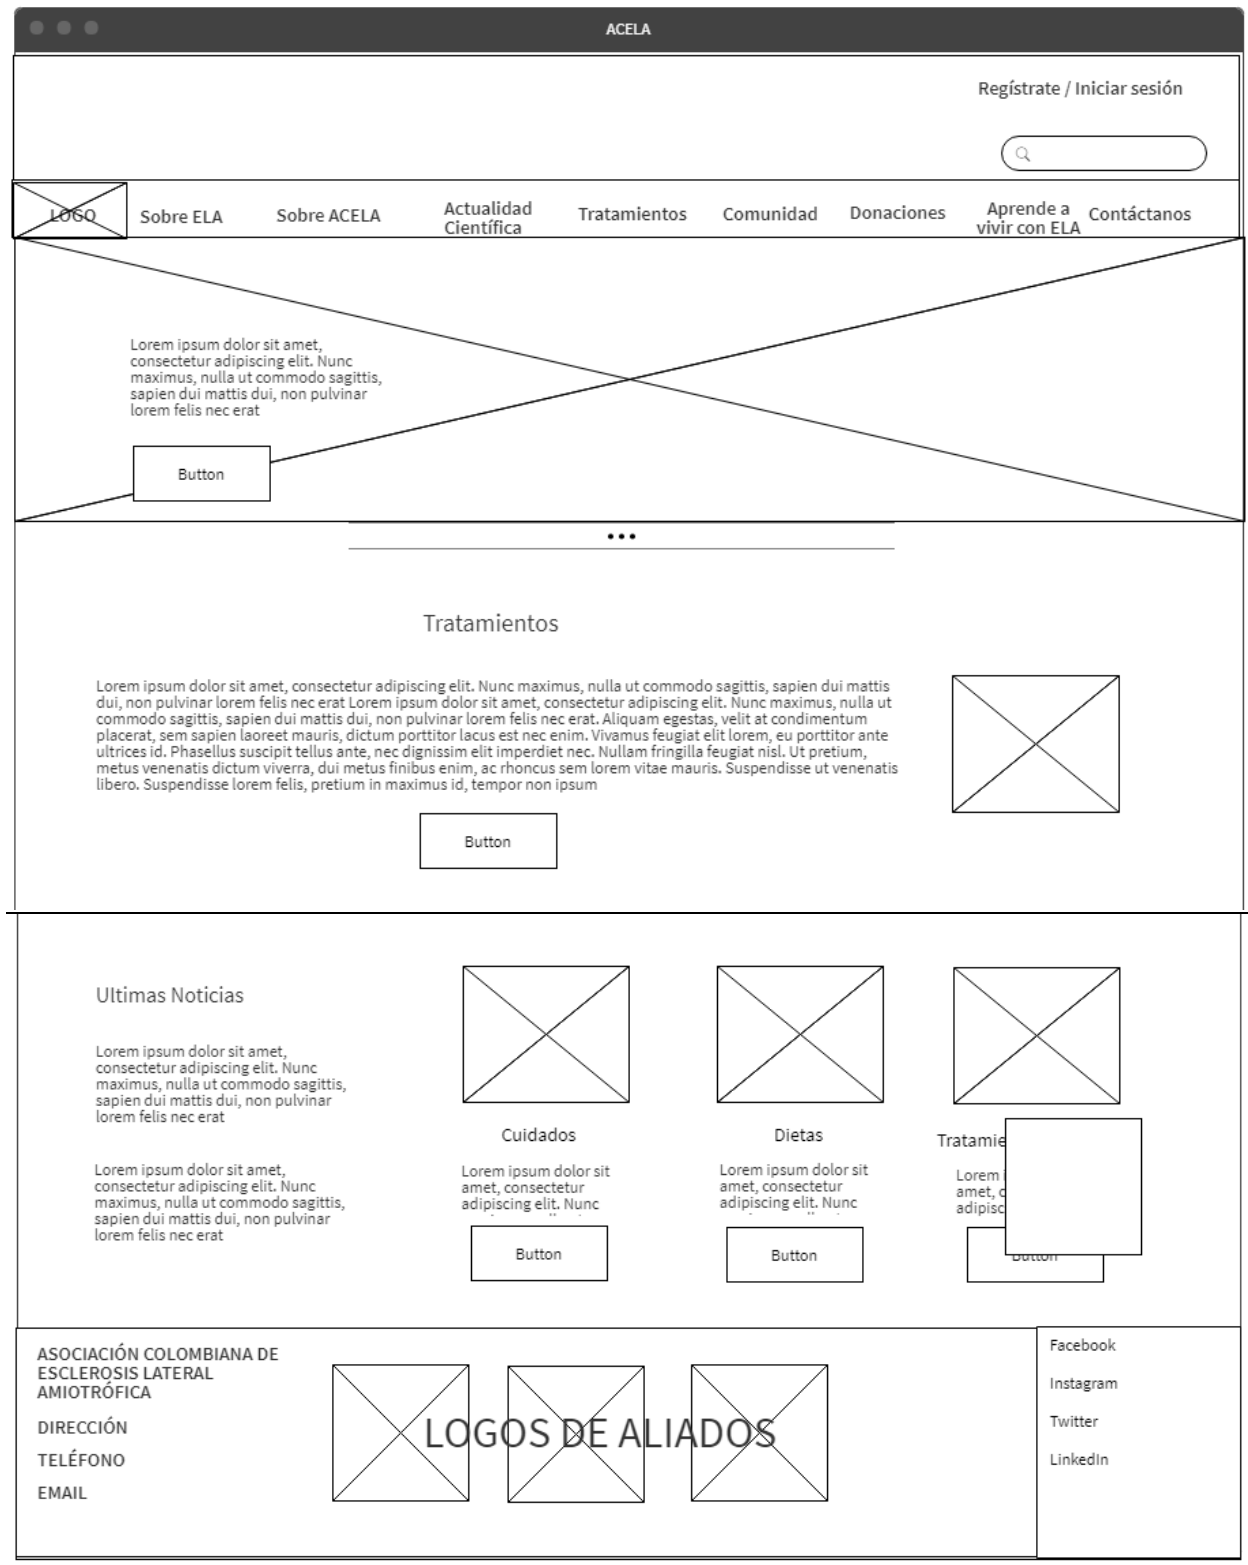 ACELA
Regístrate / Iniciar sesión
LOGO
Sobre ELA
Sobre ACELA
Actualidad
Científica
Tratamientos
Comunidad
Donaciones
Aprende a
vivir con ELA
Contáctanos
Lorem ipsum dolor sit amet,
consectetur adipiscing elit. Nunc
maximus, nulla ut commodo sagittis,
sapien dui mattis dui, non pulvinar
lorem felis nec erat
Button
Tratamientos
Lorem ipsum dolor sit amet, consectetur adipiscing elit. Nunc maximus, nulla ut commodo sagittis, sapien dui mattis
dui, non pulvinar lorem felis nec erat Lorem ipsum dolor sit amet, consectetur adipiscing elit. Nunc maximus, nulla ut
commodo sagittis, sapien dui mattis dui, non pulvinar lorem felis nec erat. Aliquam egestas, velit at condimentum
placerat, sem sapien laoreet mauris, dictum porttitor lacus est nec enim. Vivamus feugiat elit lorem, eu porttitor ante
ultrices id. Phasellus suscipit tellus ante, nec dignissim elit imperdiet nec. Nullam fringilla feugiat nisl. Ut pretium,
metus venenatis dictum viverra, dui metus finibus enim, ac rhoncus sem lorem vitae mauris. Suspendisse ut venenatis
libero. Suspendisse lorem felis, pretium in maximus id, tempor non ipsum
Button
Ultimas Noticias
Lorem ipsum dolor sit amet,
consectetur adipiscing elit. Nunc
maximus, nulla ut commodo sagittis,
sapien dui mattis dui, non pulvinar
lorem felis nec erat
Lorem ipsum dolor sit amet,
consectetur adipiscing elit. Nunc
maximus, nulla ut commodo sagittis,
sapien dui mattis dui, non pulvinar
lorem felis nec erat
Cuidados
Lorem ipsum dolor sit
amet, consectetur
adipiscing elit. Nunc
Button
Dietas
Lorem ipsum dolor sit
amet, consectetur
adipiscing elit. Nunc
Button
Tratamie
Lorem i
amet, c
adipisc
Button
ASOCIACIÓN COLOMBIANA DE
ESCLEROSIS LATERAL
AMIOTRÓFICA
DIRECCIÓN
TELÉFONO
EMAIL
LOGOS DE ALIADOS
Facebook
Instagram
Twitter
LinkedIn